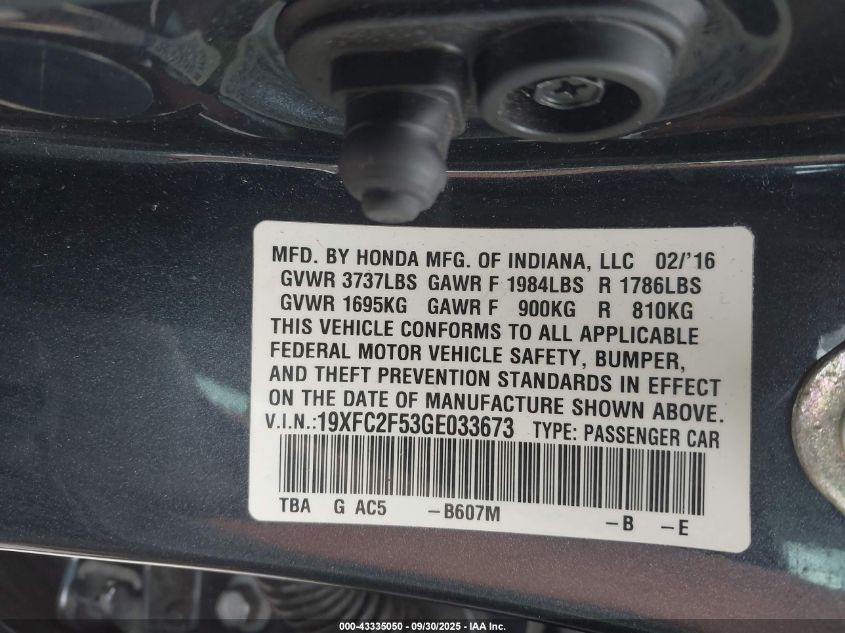 MFD. BY HONDA MFG. OF INDIANA, LLC 02/'16
GVWR 3737LBS GAWR F 1984LBS R 1786LBS
GVWR 1695KG GAWR F 900KG R 810KG
THIS VEHICLE CONFORMS TO ALL APPLICABLE
FEDERAL MOTOR VEHICLE SAFETY, BUMPER,
AND THEFT PREVENTION STANDARDS IN EFFECT
ON THE DATE OF MANUFACTURE SHOWN ABOVE.
V.I.N.:19XFC2F53GE033673 TYPE: PASSENGER CAR
TBA G AC5 -B607M -B -E
000-43335050 - 09/30/2025 - IAA Inc.